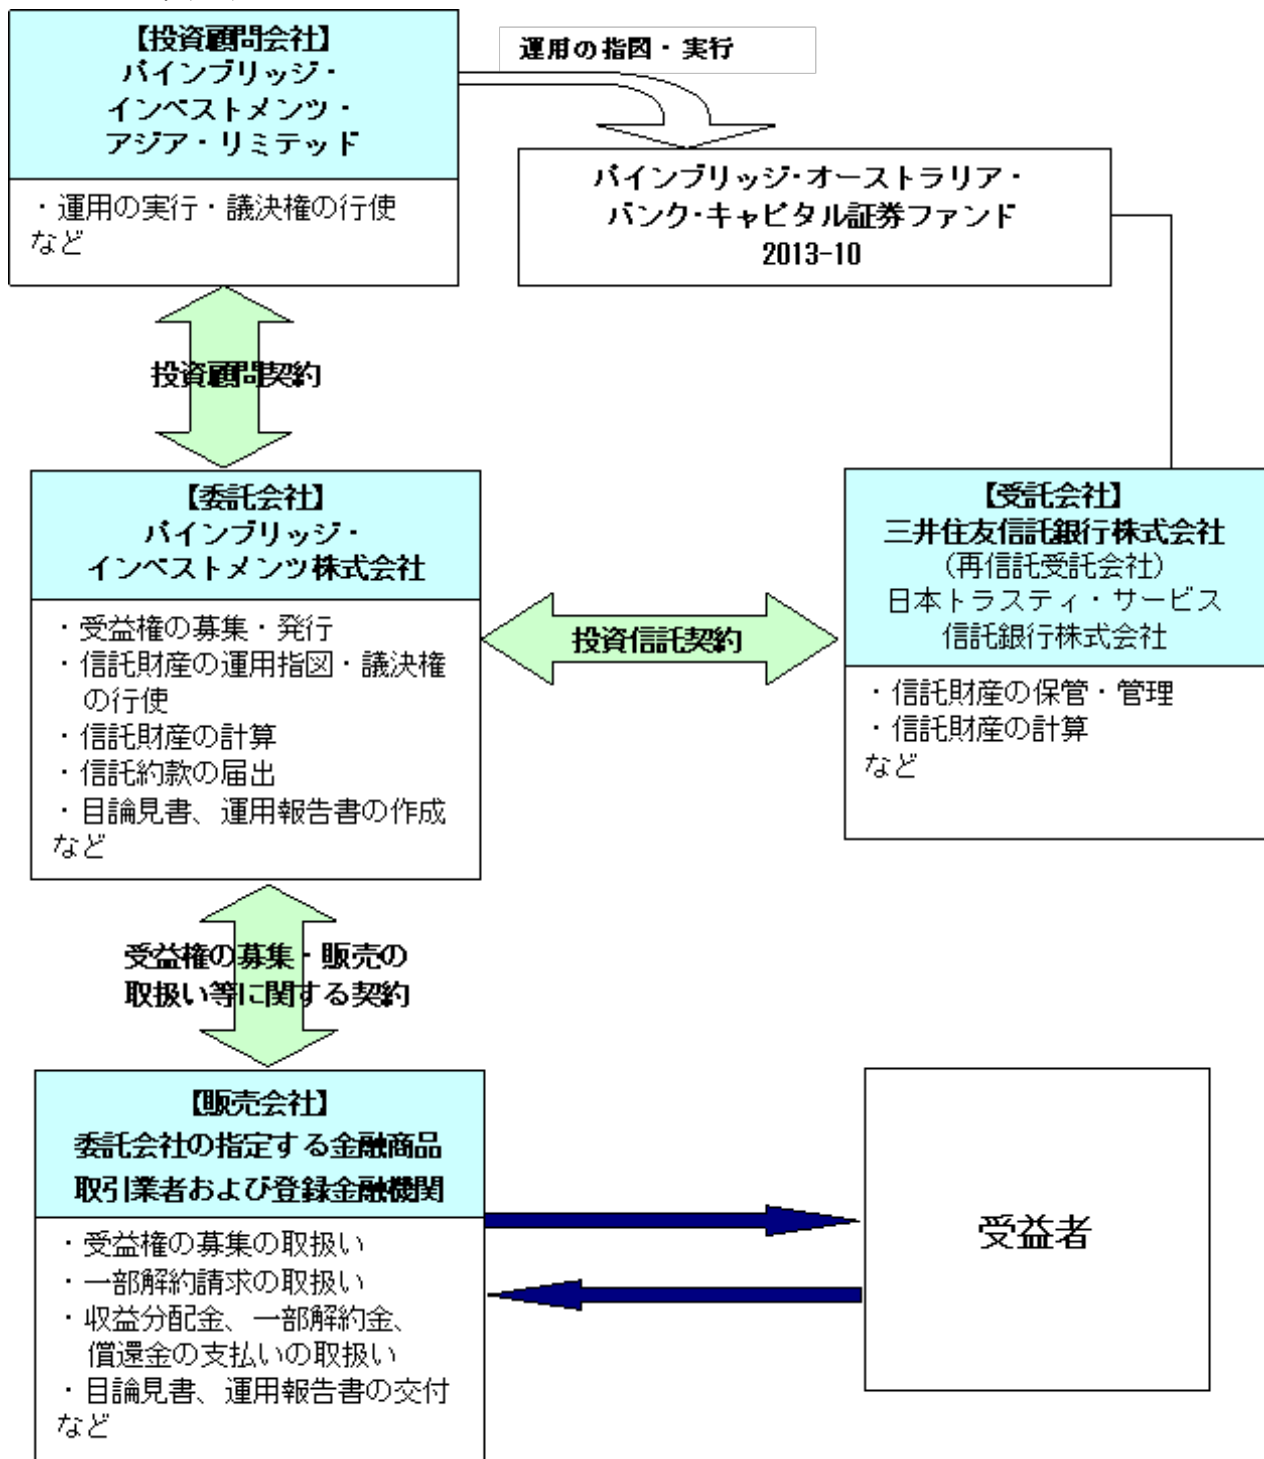 【投資顧問会社】
パインブリッジ・
インベストメンツ・
アジア・リミテッド
・運用の実行・議決権の行使
など
運用の指図・実行
パインブリッジ・オーストラリア・
バンク・キャピタル証券ファンド
2013-10
投資顧問契約
【委託会社】
パインブリッジ・
インベストメンツ株式会社
・受益権の募集・発行
・信託財産の運用指図・議決権
の行使
・信託財産の計算
・信託約款の届出
・目論見書、運用報告書の作成
など
投資信託契約
【受託会社】
三井住友信託銀行株式会社
（再信託受託会社）
日本トラスティ・サービス
信託銀行株式会社
・信託財産の保管・管理
・信託財産の計算
など
受益権の募集・販売の
取扱い等に関する契約
【販売会社】
委託会社の指定する金融商品
取引業者および登録金融機関
・受益権の募集の取扱い
・一部解約請求の取扱い
・収益分配金、一部解約金、
償還金の支払いの取扱い
・目論見書、運用報告書の交付
など
受益者